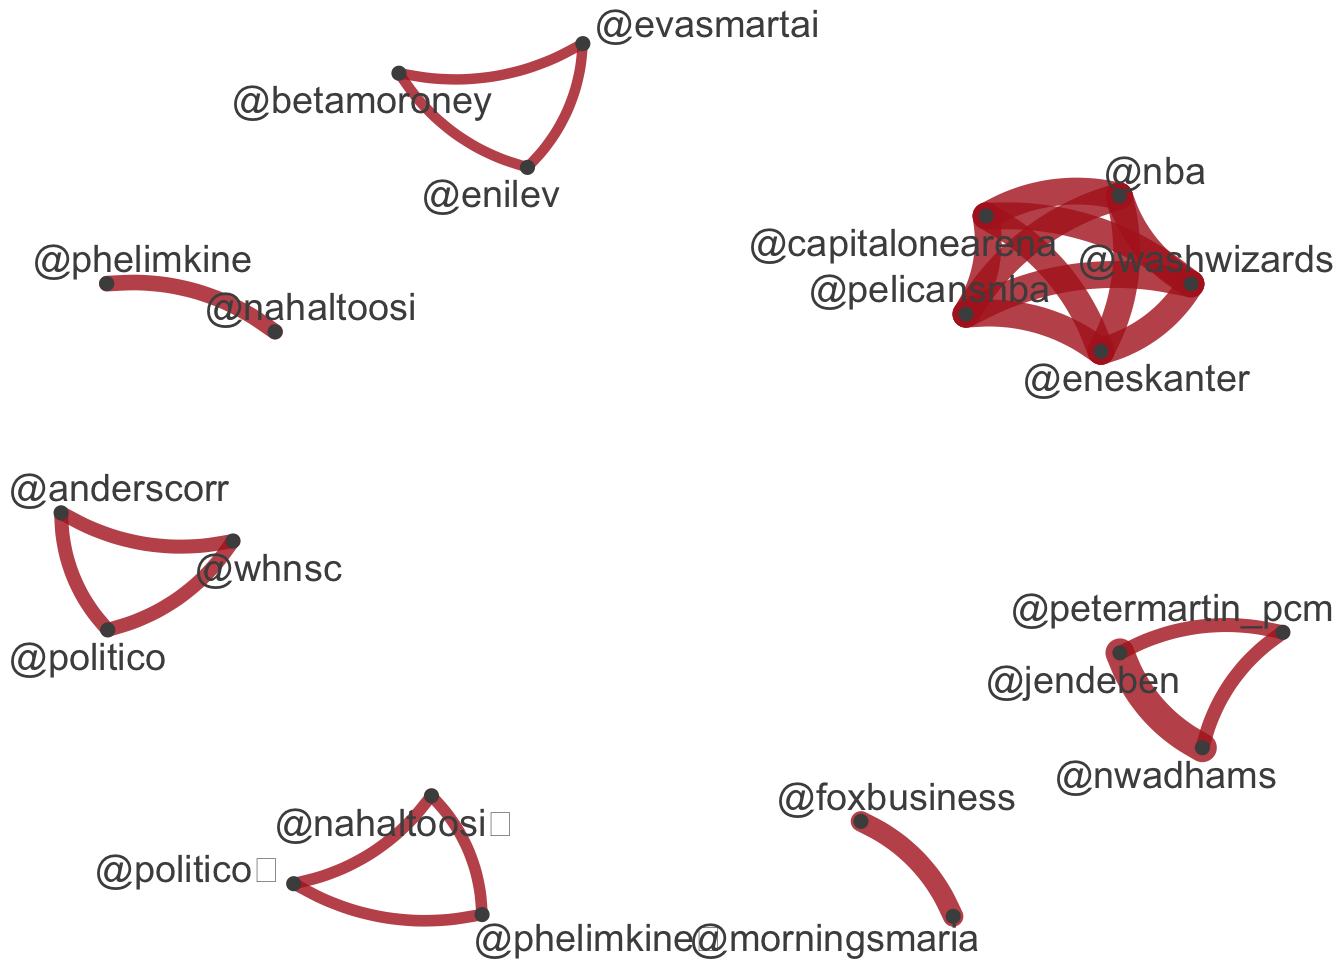 @evasmartai
@betamoroney
@enilev
@nba
@capitalonearena
@washwizards
@pelicansnba
@eneskanter
@phelimkine
@nahaltoosi
@anderscorr
@whnsc
@politico
@petermartin_pcm
@jendeben
@nwadhams
@foxbusiness
@nahaltoosi
@politico
@phelimkine
@morningsmaria